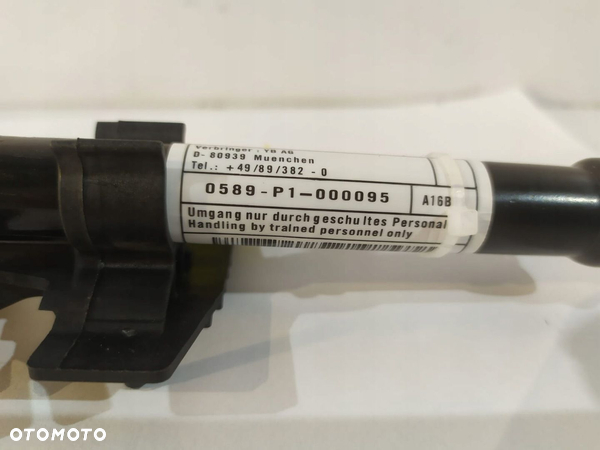 D-80939 Muenchen
Tel.: +49/89/382 -0
0589-P1-000095
A16B
Umgang nur durch geschultes Personal
Handling by trained personnel only
OTOMOTO